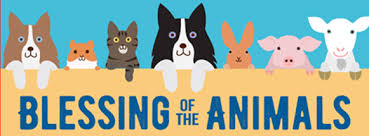 BLESSING OF THE ANIMALS